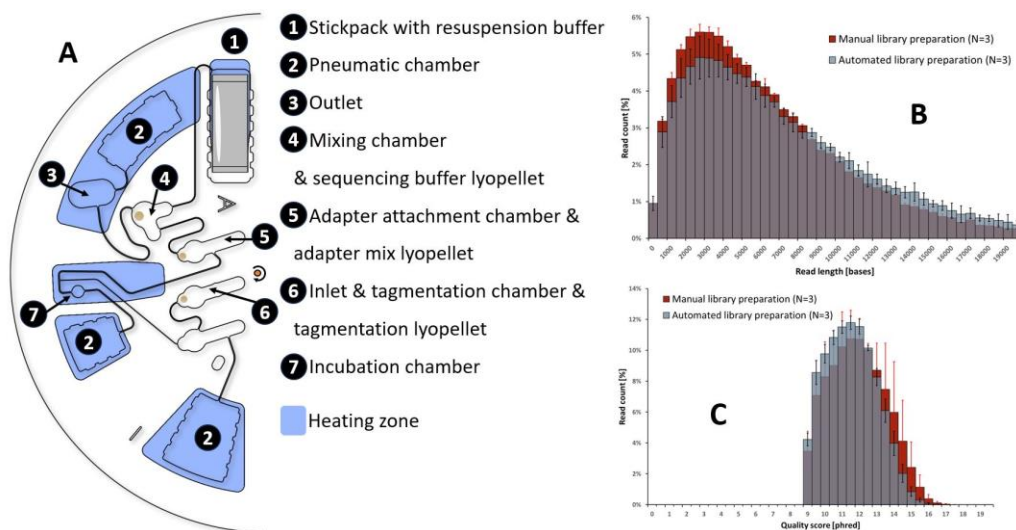 A
1 Stickpack with resuspension buffer
2 Pneumatic chamber
3 Outlet
4 Mixing chamber
& sequencing buffer lyopellet
5 Adapter attachment chamber &
adapter mix lyopellet
6 Inlet & tagmentation chamber &
tagmentation lyopellet
7 Incubation chamber
Heating zone
1
2
3
4
A
5
6
7
2
2
I
B
6%
5%
4%
3%
2%
1%
0%
Read count [%]
Manual library preparation (N=3)
Automated library preparation (N=3)
0 1000 2000 3000 4000 5000 6000 7000 8000 9000 10000 11000 12000 13000 14000 15000 16000 17000 18000 19000
Read length [bases]
C
14%
12%
10%
8%
6%
4%
2%
0%
Read count [%]
Manual library preparation (N=3)
Automated library preparation (N=3)
0 1 2 3 4 5 6 7 8 9 10 11 12 13 14 15 16 17 18 19
Quality score [phred]